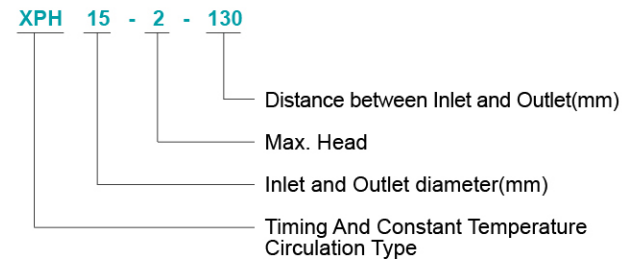 XPH 15 - 2 - 130
Distance between Inlet and Outlet(mm)
Max. Head
Inlet and Outlet diameter(mm)
Timing And Constant Temperature
Circulation Type